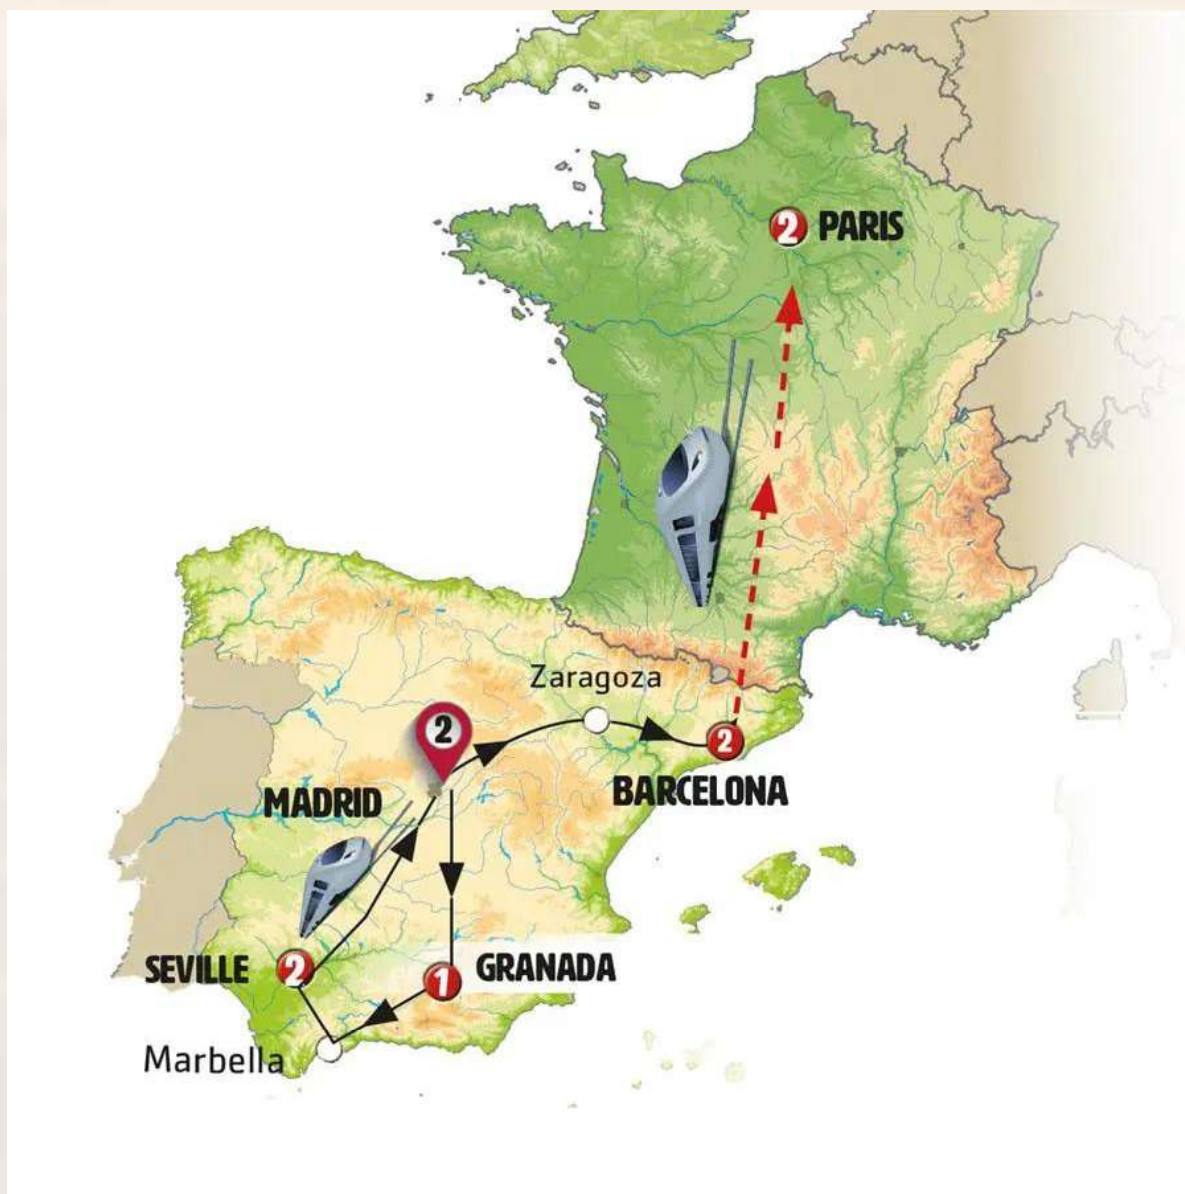 2 PARIS
Zaragoza
2
2
BARCELONA
MADRID
SEVILLE 2
1 GRANADA
Marbella